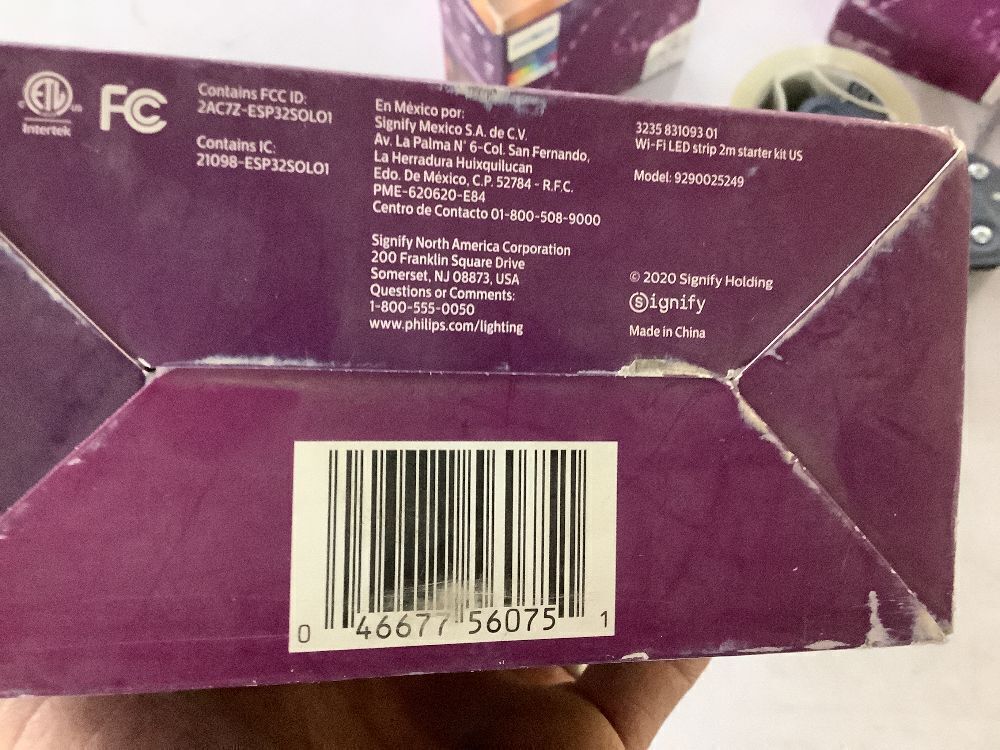 ETL
us
Intertek
FC
Contains FCC ID:
2AC7Z-ESP32SOLO1
Contains IC:
21098-ESP32SOLO1
En México por:
Signify Mexico S.A. de C.V.
Av. La Palma N° 6-Col. San Fernando,
La Herradura Huixquilucan
Edo. De México, C.P. 52784 - R.F.C.
PME-620620-E84
Centro de Contacto 01-800-508-9000
Signify North America Corporation
200 Franklin Square Drive
Somerset, NJ 08873, USA
Questions or Comments:
1-800-555-0050
www.philips.com/lighting
3235 831093 01
Wi-Fi LED strip 2m starter kit US
Model: 9290025249
© 2020 Signify Holding
Signify
Made in China
0 46677 56075 1